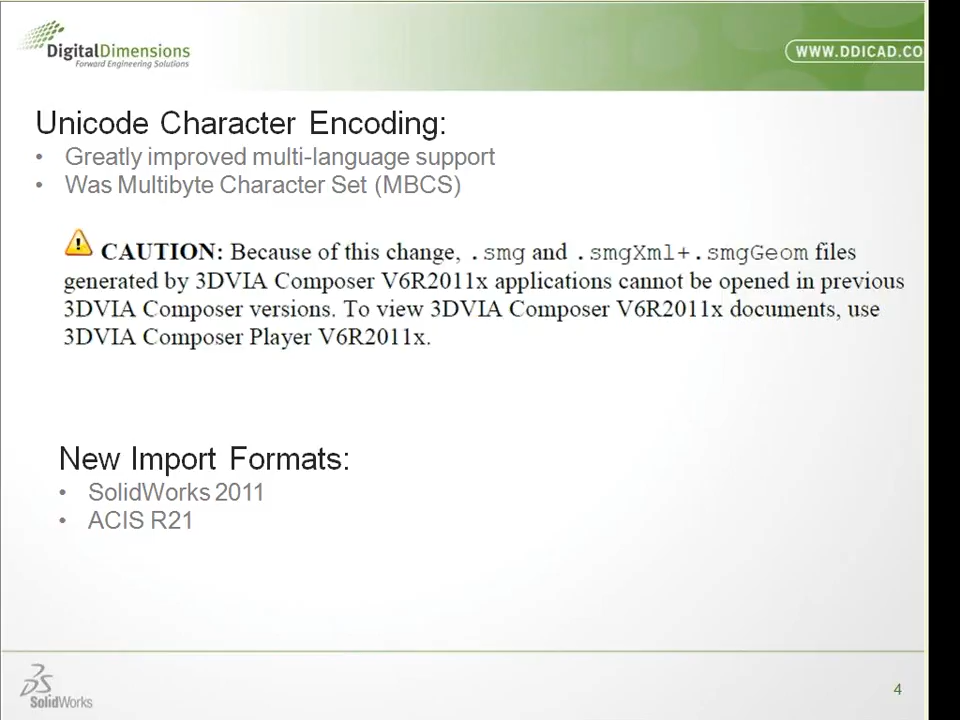 DigitalDimensions
Forward Engineering Solutions
WWW.DDICAD.CO
Unicode Character Encoding:
• Greatly improved multi-language support
• Was Multibyte Character Set (MBCS)
CAUTION: Because of this change, .smg and .smgXml+.smgGeom files
generated by 3DVIA Composer V6R2011x applications cannot be opened in previous
3DVIA Composer versions. To view 3DVIA Composer V6R2011x documents, use
3DVIA Composer Player V6R2011x.
New Import Formats:
• SolidWorks 2011
• ACIS R21
SolidWorks
4